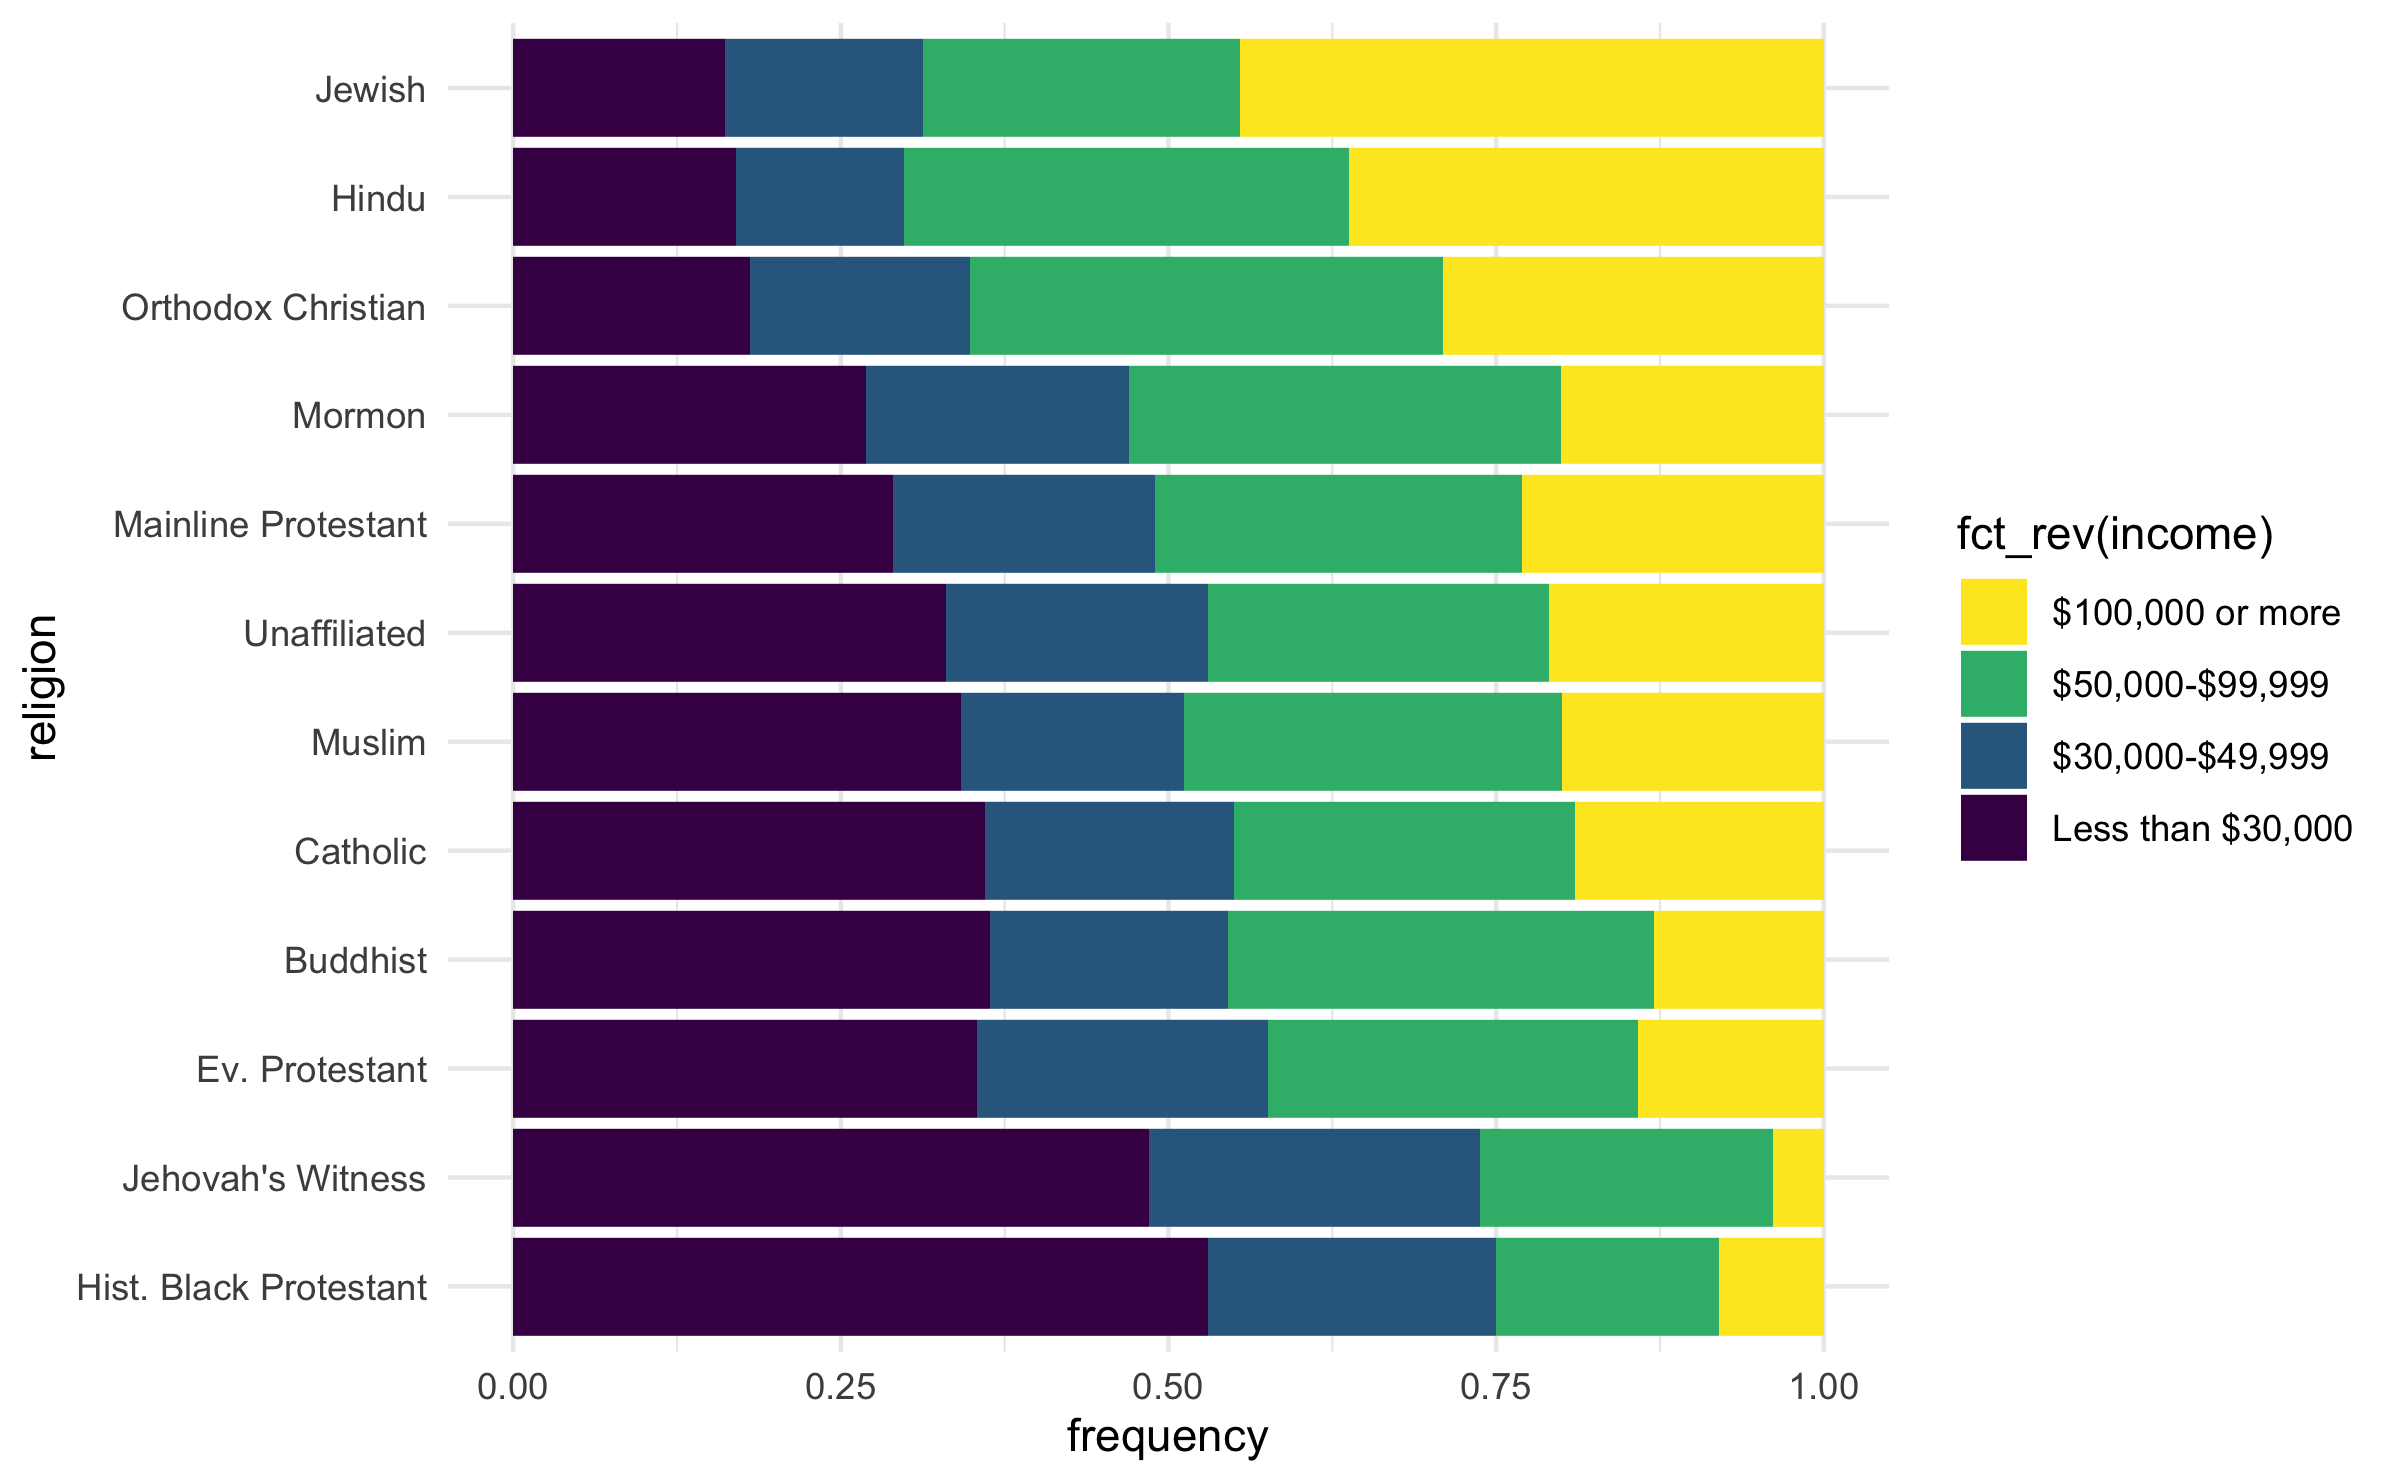 Jewish
Hindu
Orthodox Christian
Mormon
Mainline Protestant
Unaffiliated
Muslim
Catholic
Buddhist
Ev. Protestant
Jehovah's Witness
Hist. Black Protestant
religion
0.00 0.25 0.50 0.75 1.00
frequency
fct_rev(income)
$100,000 or more
$50,000-$99,999
$30,000-$49,999
Less than $30,000